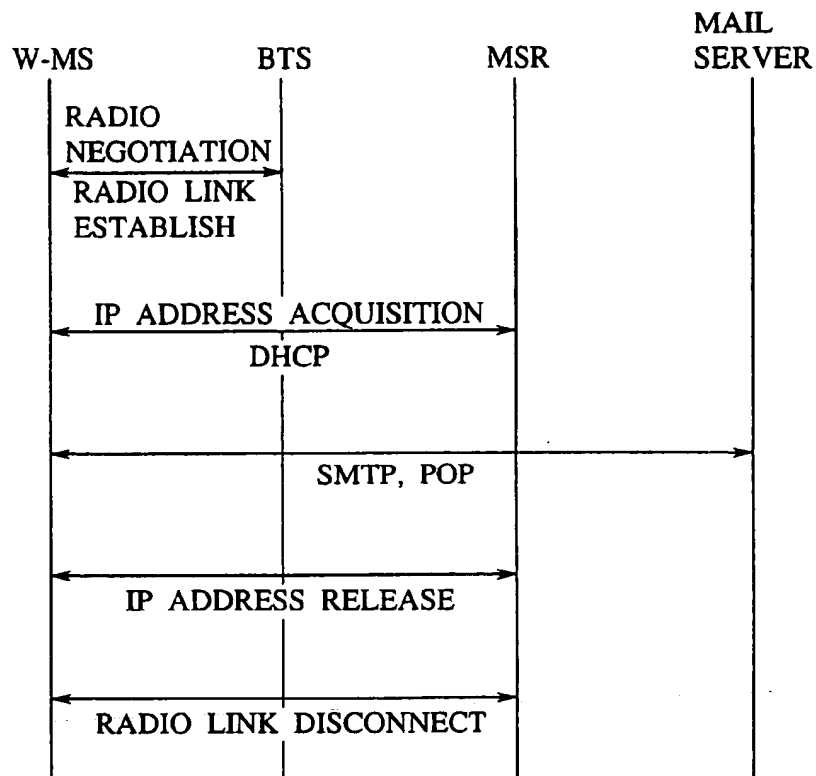 W-MS
BTS
MSR
MAIL
SERVER
RADIO
NEGOTIATION
RADIO LINK
ESTABLISH
IP ADDRESS ACQUISITION
DHCP
SMTP, POP
IP ADDRESS RELEASE
RADIO LINK DISCONNECT